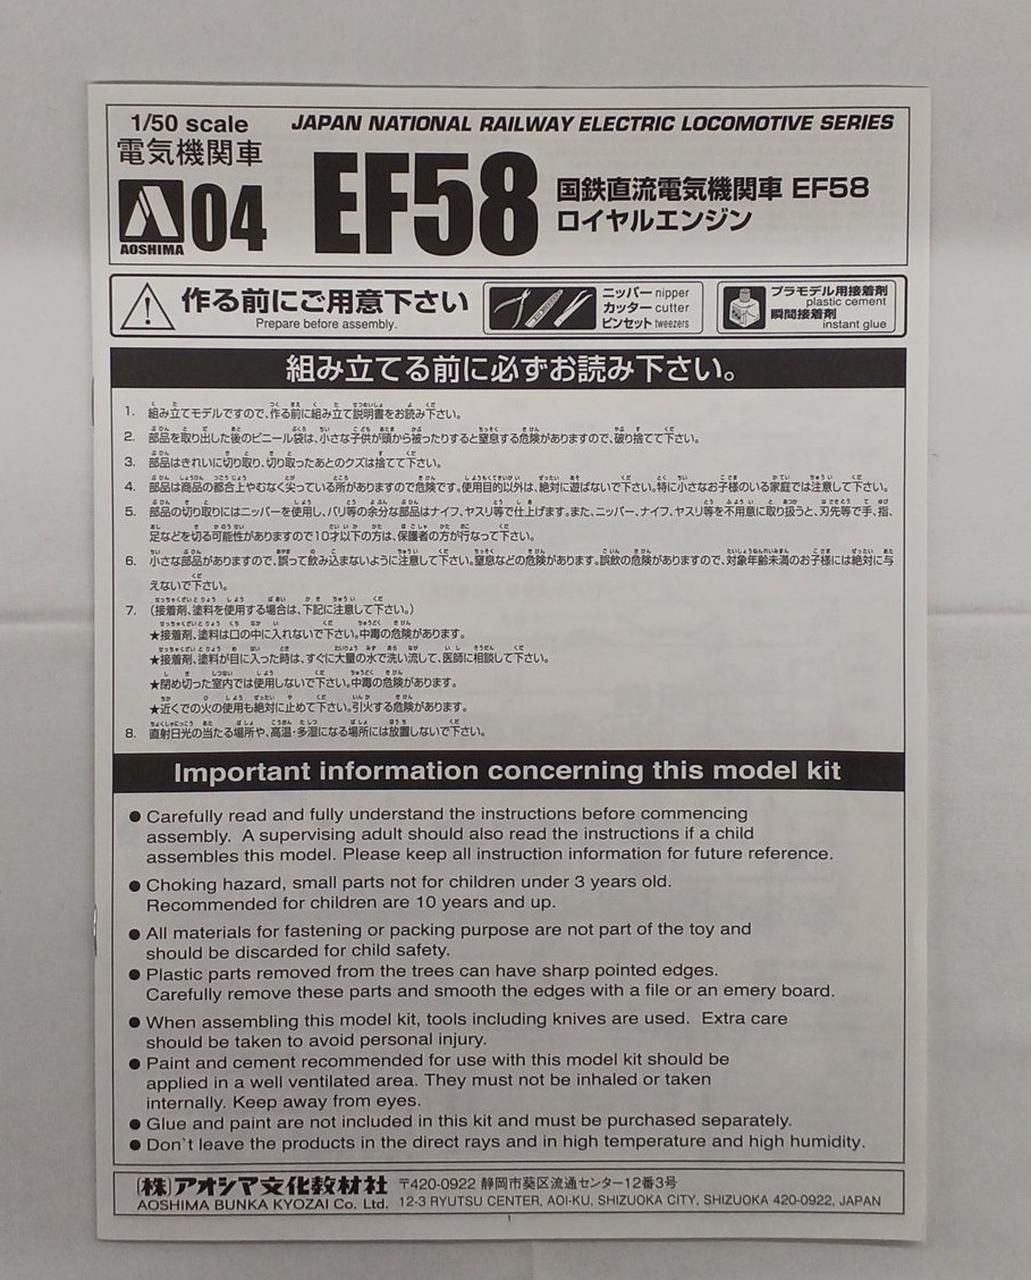 1/50 scale
電気機関車
AOSHIMA
04
JAPAN NATIONAL RAILWAY ELECTRIC LOCOMOTIVE SERIES
EF58
国鉄直流電気機関車 EF58
ロイヤルエンジン
作る前にご用意下さい
Prepare before assembly.
ニッパー nipper
カッター cutter
ピンセット tweezers
プラモデル用接着剤
plastic cement
瞬間接着剤
instant glue
組み立てる前に必ずお読み下さい。
1. 組み立てモデルですので、作る前に組み立て説明書をお読み下さい。
2. 部品を取り出した後のビニール袋は、小さな子供が頭から被ったりすると窒息する危険がありますので、破り捨てて下さい。
3. 部品はきれいに切り取り、切り取ったあとのクズは捨てて下さい。
4. 部品は商品の都合上やむなく尖っている所がありますので危険です。使用目的以外は、絶対に遊ばないで下さい。特に小さなお子様のいる家庭では注意して下さい。
5. 部品の切り取りにはニッパーを使用し、バリ等の余分な部品はナイフ、ヤスリ等で仕上げます。また、ニッパー、ナイフ、ヤスリ等を不用意に取り扱うと、刃先等で手、指、
足などを切る可能性がありますので10才以下の方は、保護者の方が行なって下さい。
6. 小さな部品がありますので、誤って飲み込まないように注意して下さい。窒息などの危険があります。誤飲の危険がありますので、対象年齢未満のお子様には絶対に与
えないで下さい。
7. (接着剤、塗料を使用する場合は、下記に注意して下さい。)
★接着剤、塗料は口の中に入れないで下さい。中毒の危険があります。
★接着剤、塗料が目に入った時は、すぐに大量の水で洗い流して、医師に相談して下さい。
★閉め切った室内では使用しないで下さい。中毒の危険があります。
★近くでの火の使用も絶対に止めて下さい。引火する危険があります。
8. 直射日光の当たる場所や、高温・多湿になる場所には放置しないで下さい。
Important information concerning this model kit
● Carefully read and fully understand the instructions before commencing
assembly. A supervising adult should also read the instructions if a child
assembles this model. Please keep all instruction information for future reference.
● Choking hazard, small parts not for children under 3 years old.
Recommended for children are 10 years and up.
● All materials for fastening or packing purpose are not part of the toy and
should be discarded for child safety.
● Plastic parts removed from the trees can have sharp pointed edges.
Carefully remove these parts and smooth the edges with a file or an emery board.
● When assembling this model kit, tools including knives are used. Extra care
should be taken to avoid personal injury.
● Paint and cement recommended for use with this model kit should be
applied in a well ventilated area. They must not be inhaled or taken
internally. Keep away from eyes.
● Glue and paint are not included in this kit and must be purchased separately.
● Don`t leave the products in the direct rays and in high temperature and high humidity.
(株)アオシマ文化教材社 〒420-0922 静岡市葵区流通センター12番3号
AOSHIMA BUNKA KYOZAI Co. Ltd. 12-3 RYUTSU CENTER, AOI-KU, SHIZUOKA CITY, SHIZUOKA 420-0922, JAPAN
1